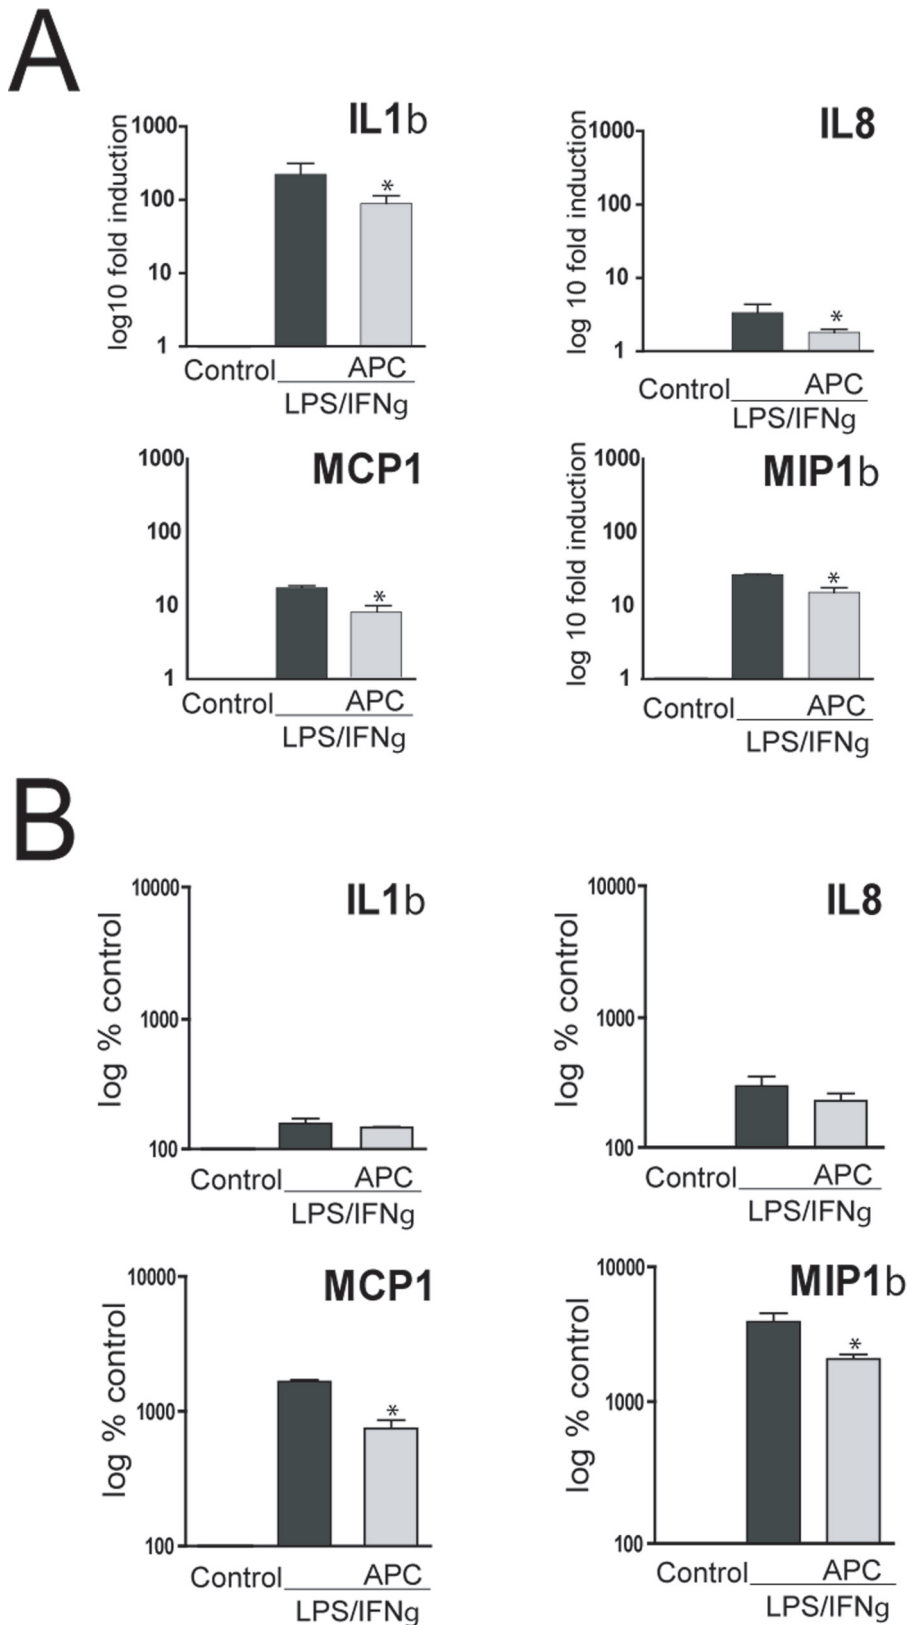 A
IL1b
log10 fold induction
1000
100
10
1
*
Control
APC
LPS/IFNg
IL8
log 10 fold induction
1000
100
10
1
*
Control
APC
LPS/IFNg
MCP1
1000
100
10
1
*
Control
APC
LPS/IFNg
MIP1b
log 10 fold induction
1000
100
10
1
*
Control
APC
LPS/IFNg
B
IL1b
log % control
10000
1000
100
Control
APC
LPS/IFNg
IL8
log % control
10000
1000
100
Control
APC
LPS/IFNg
MCP1
log % control
10000
1000
100
*
Control
APC
LPS/IFNg
MIP1b
log % control
10000
1000
100
*
Control
APC
LPS/IFNg